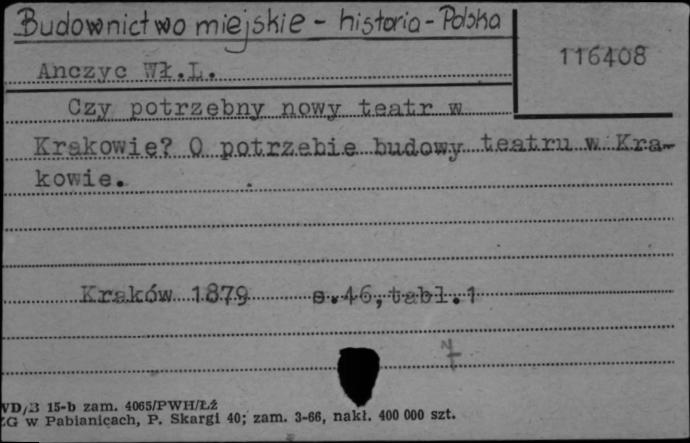 Budownictwo miejskie - historia - Polska
116408
Anczyc Wł.L.
Czy potrzebny nowy teatr w
Krakowie? O potrzebie budowy teatru w Kra-
kowie.
Kraków 1879 s.46,tabl.1
VD/B 15-b zam. 4065/PWH/Łź
ZG w Pabianicach, P. Skargi 40; zam. 3-66, nakł. 400 000 szt.